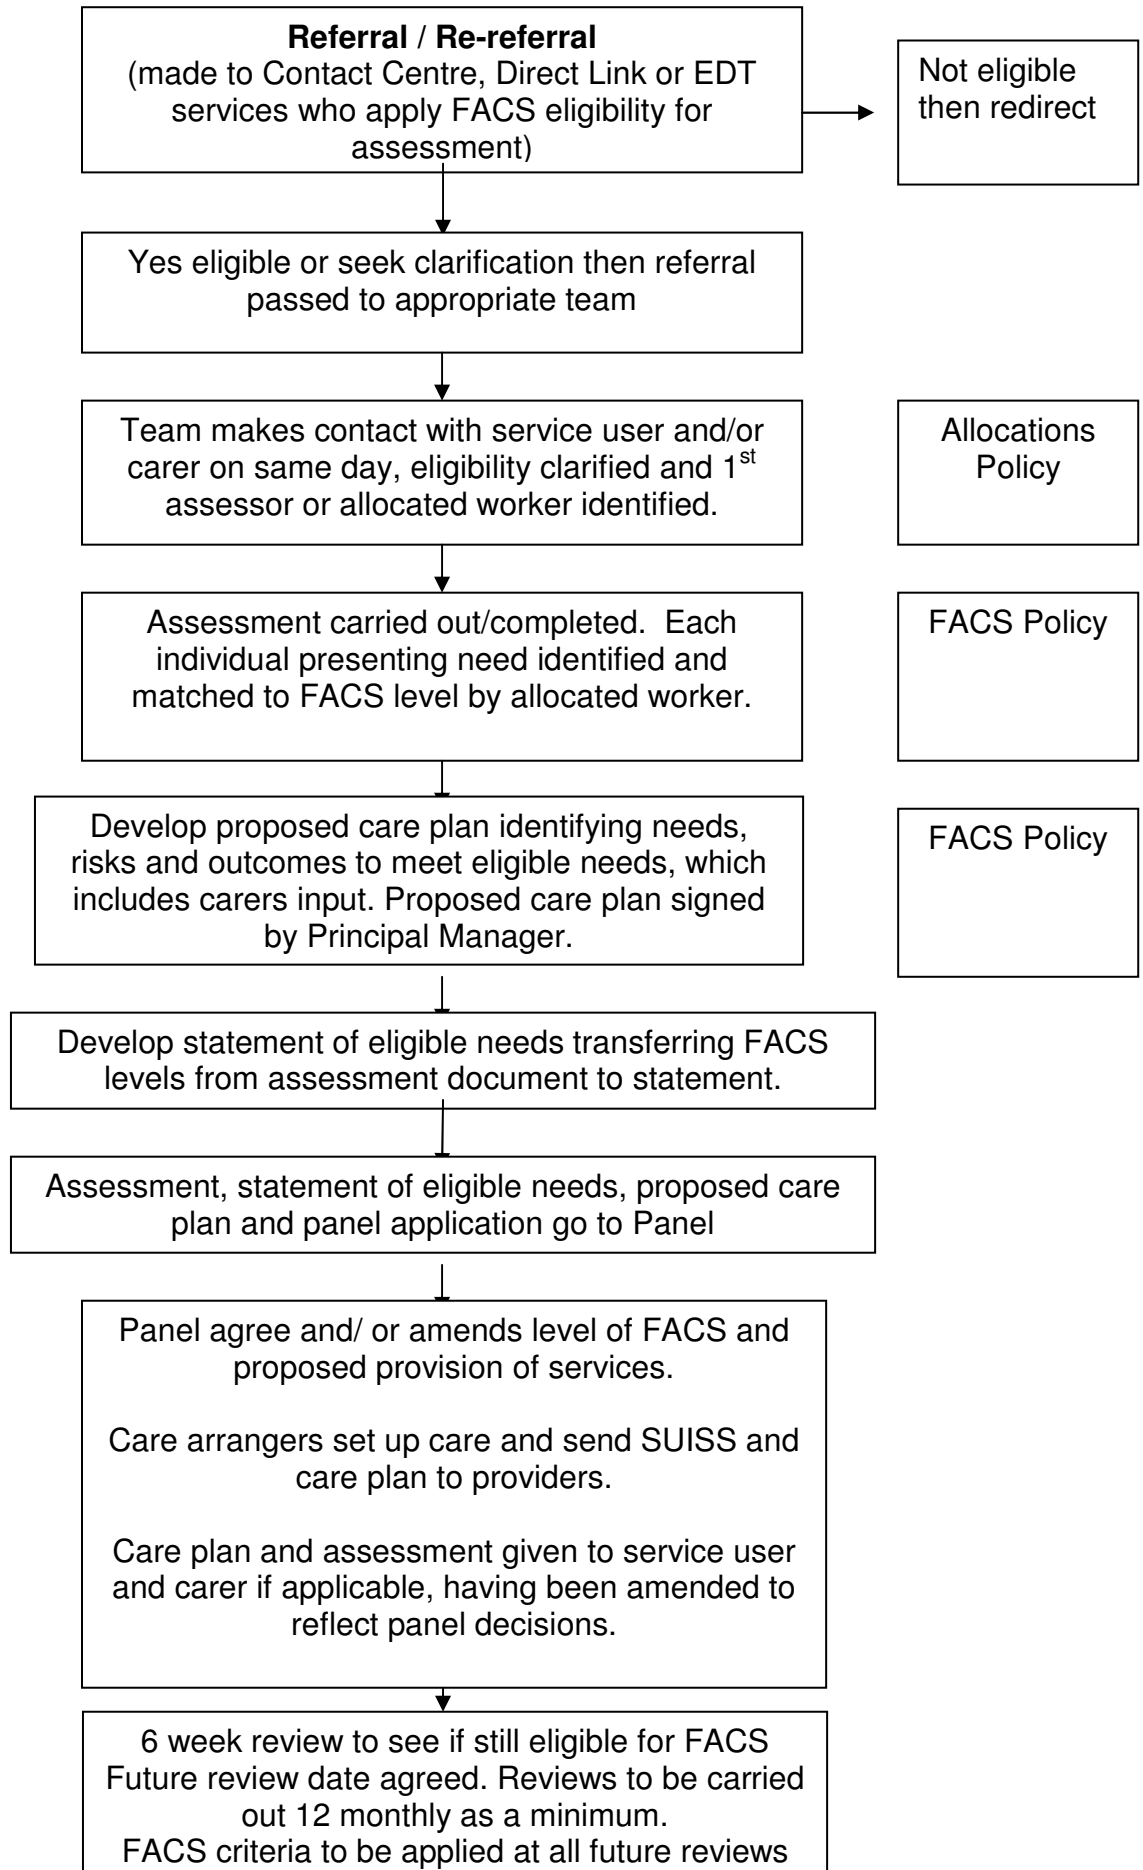 Referral / Re-referral
(made to Contact Centre, Direct Link or EDT
services who apply FACS eligibility for
assessment)
Not eligible
then redirect
Yes eligible or seek clarification then referral
passed to appropriate team
Team makes contact with service user and/or
carer on same day, eligibility clarified and 1st
assessor or allocated worker identified.
Allocations
Policy
Assessment carried out/completed.  Each
individual presenting need identified and
matched to FACS level by allocated worker.
FACS Policy
Develop proposed care plan identifying needs,
risks and outcomes to meet eligible needs, which
includes carers input. Proposed care plan signed
by Principal Manager.
FACS Policy
Develop statement of eligible needs transferring FACS
levels from assessment document to statement.
Assessment, statement of eligible needs, proposed care
plan and panel application go to Panel
Panel agree and/ or amends level of FACS and
proposed provision of services.
Care arrangers set up care and send SUISS and
care plan to providers.
Care plan and assessment given to service user
and carer if applicable, having been amended to
reflect panel decisions.
6 week review to see if still eligible for FACS
Future review date agreed. Reviews to be carried
out 12 monthly as a minimum.
FACS criteria to be applied at all future reviews